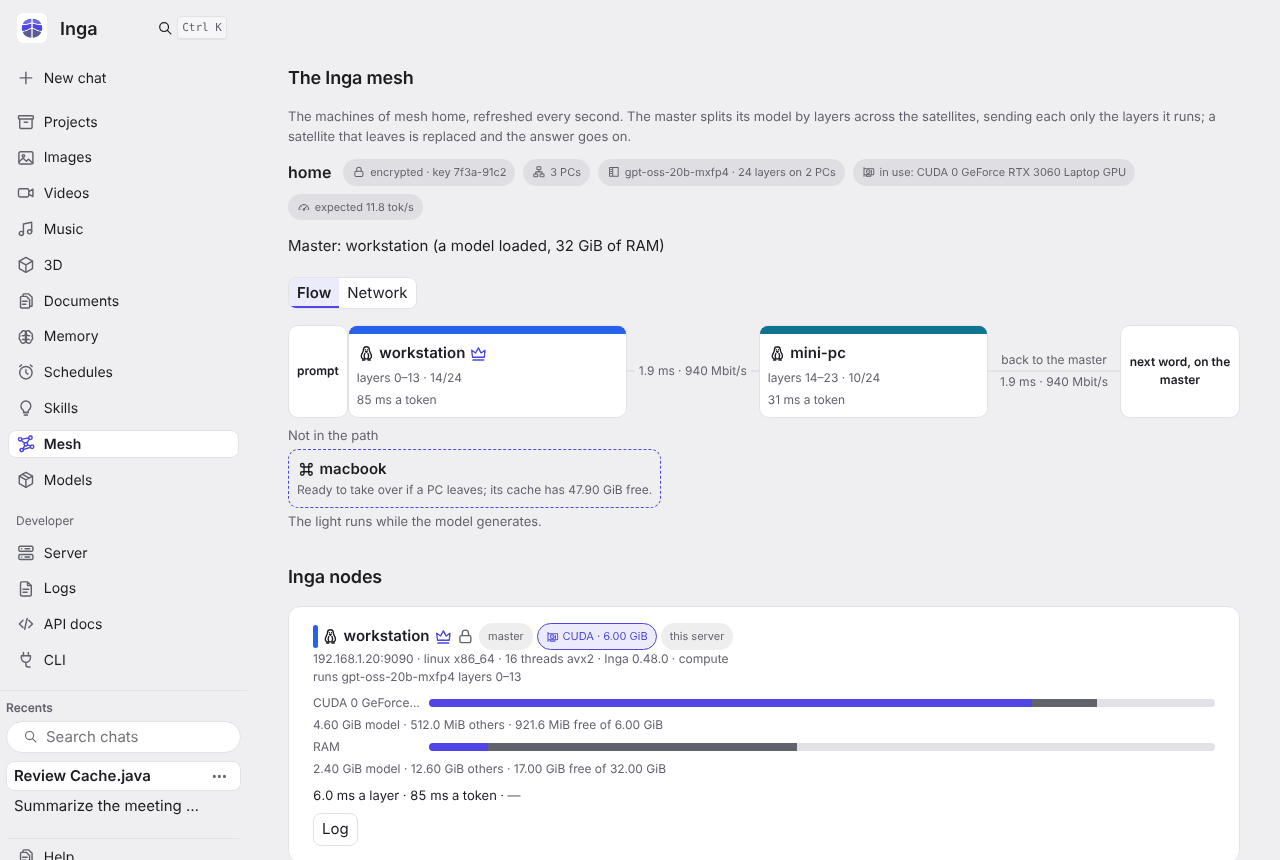 Inga
Ctrl K
New chat
Projects
Images
Videos
Music
3D
Documents
Memory
Schedules
Skills
Mesh
Models
Developer
Server
Logs
API docs
CLI
Recents
Search chats
Review Cache.java
Summarize the meeting ...
Help
The Inga mesh
The machines of mesh home, refreshed every second. The master splits its model by layers across the satellites, sending each only the layers it runs; a
satellite that leaves is replaced and the answer goes on.
home encrypted · key 7f3a-91c2 3 PCs gpt-oss-20b-mxfp4 · 24 layers on 2 PCs in use: CUDA 0 GeForce RTX 3060 Laptop GPU
expected 11.8 tok/s
Master: workstation (a model loaded, 32 GiB of RAM)
Flow Network
prompt
workstation
layers 0–13 · 14/24
85 ms a token
1.9 ms · 940 Mbit/s
mini-pc
layers 14–23 · 10/24
31 ms a token
back to the master
1.9 ms · 940 Mbit/s
next word, on the
master
Not in the path
macbook
Ready to take over if a PC leaves; its cache has 47.90 GiB free.
The light runs while the model generates.
Inga nodes
workstation master CUDA · 6.00 GiB this server
192.168.1.20:9090 · linux x86_64 · 16 threads avx2 · Inga 0.48.0 · compute
runs gpt-oss-20b-mxfp4 layers 0–13
CUDA 0 GeForce...
4.60 GiB model · 512.0 MiB others · 921.6 MiB free of 6.00 GiB
RAM
2.40 GiB model · 12.60 GiB others · 17.00 GiB free of 32.00 GiB
6.0 ms a layer · 85 ms a token · —
Log